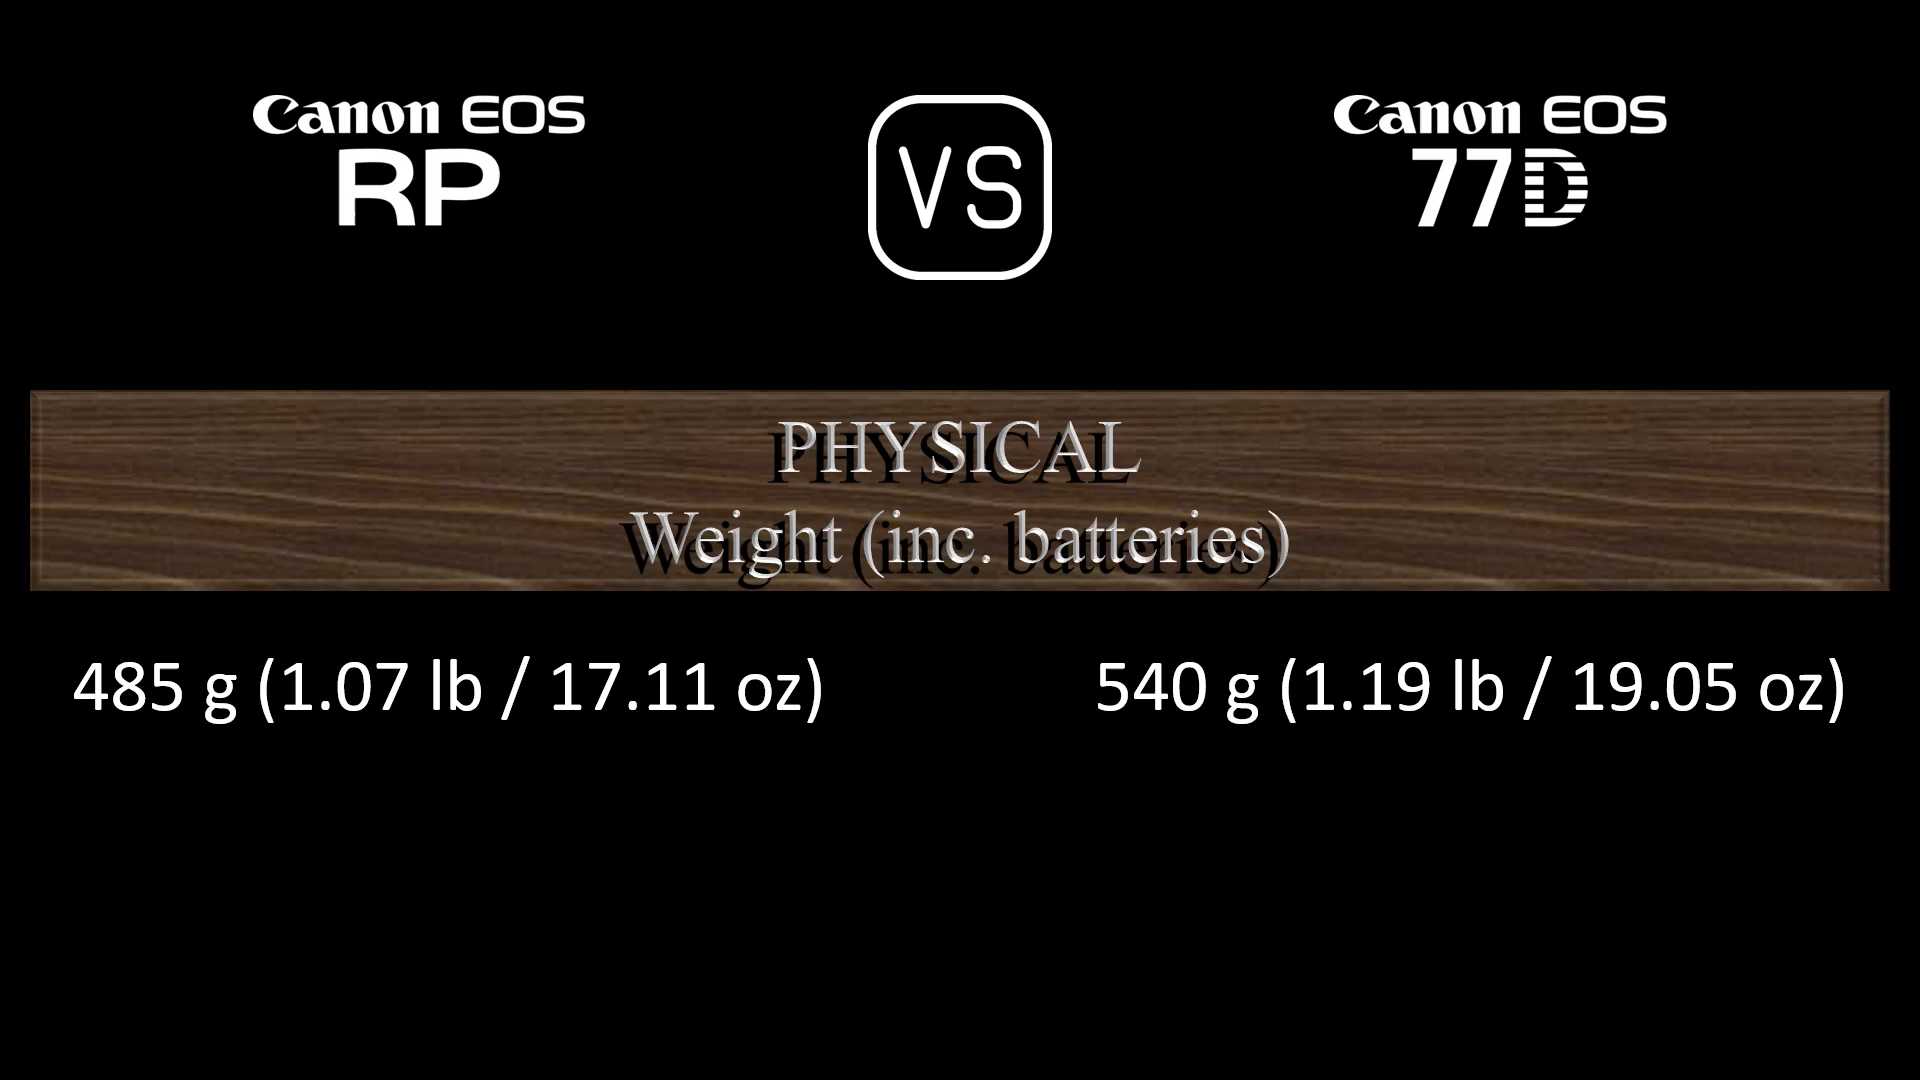 Canon EOS
RP
VS
Canon EOS
77D
PHYSICAL
Weight (inc. batteries)
485 g (1.07 lb / 17.11 oz)
540 g (1.19 lb / 19.05 oz)